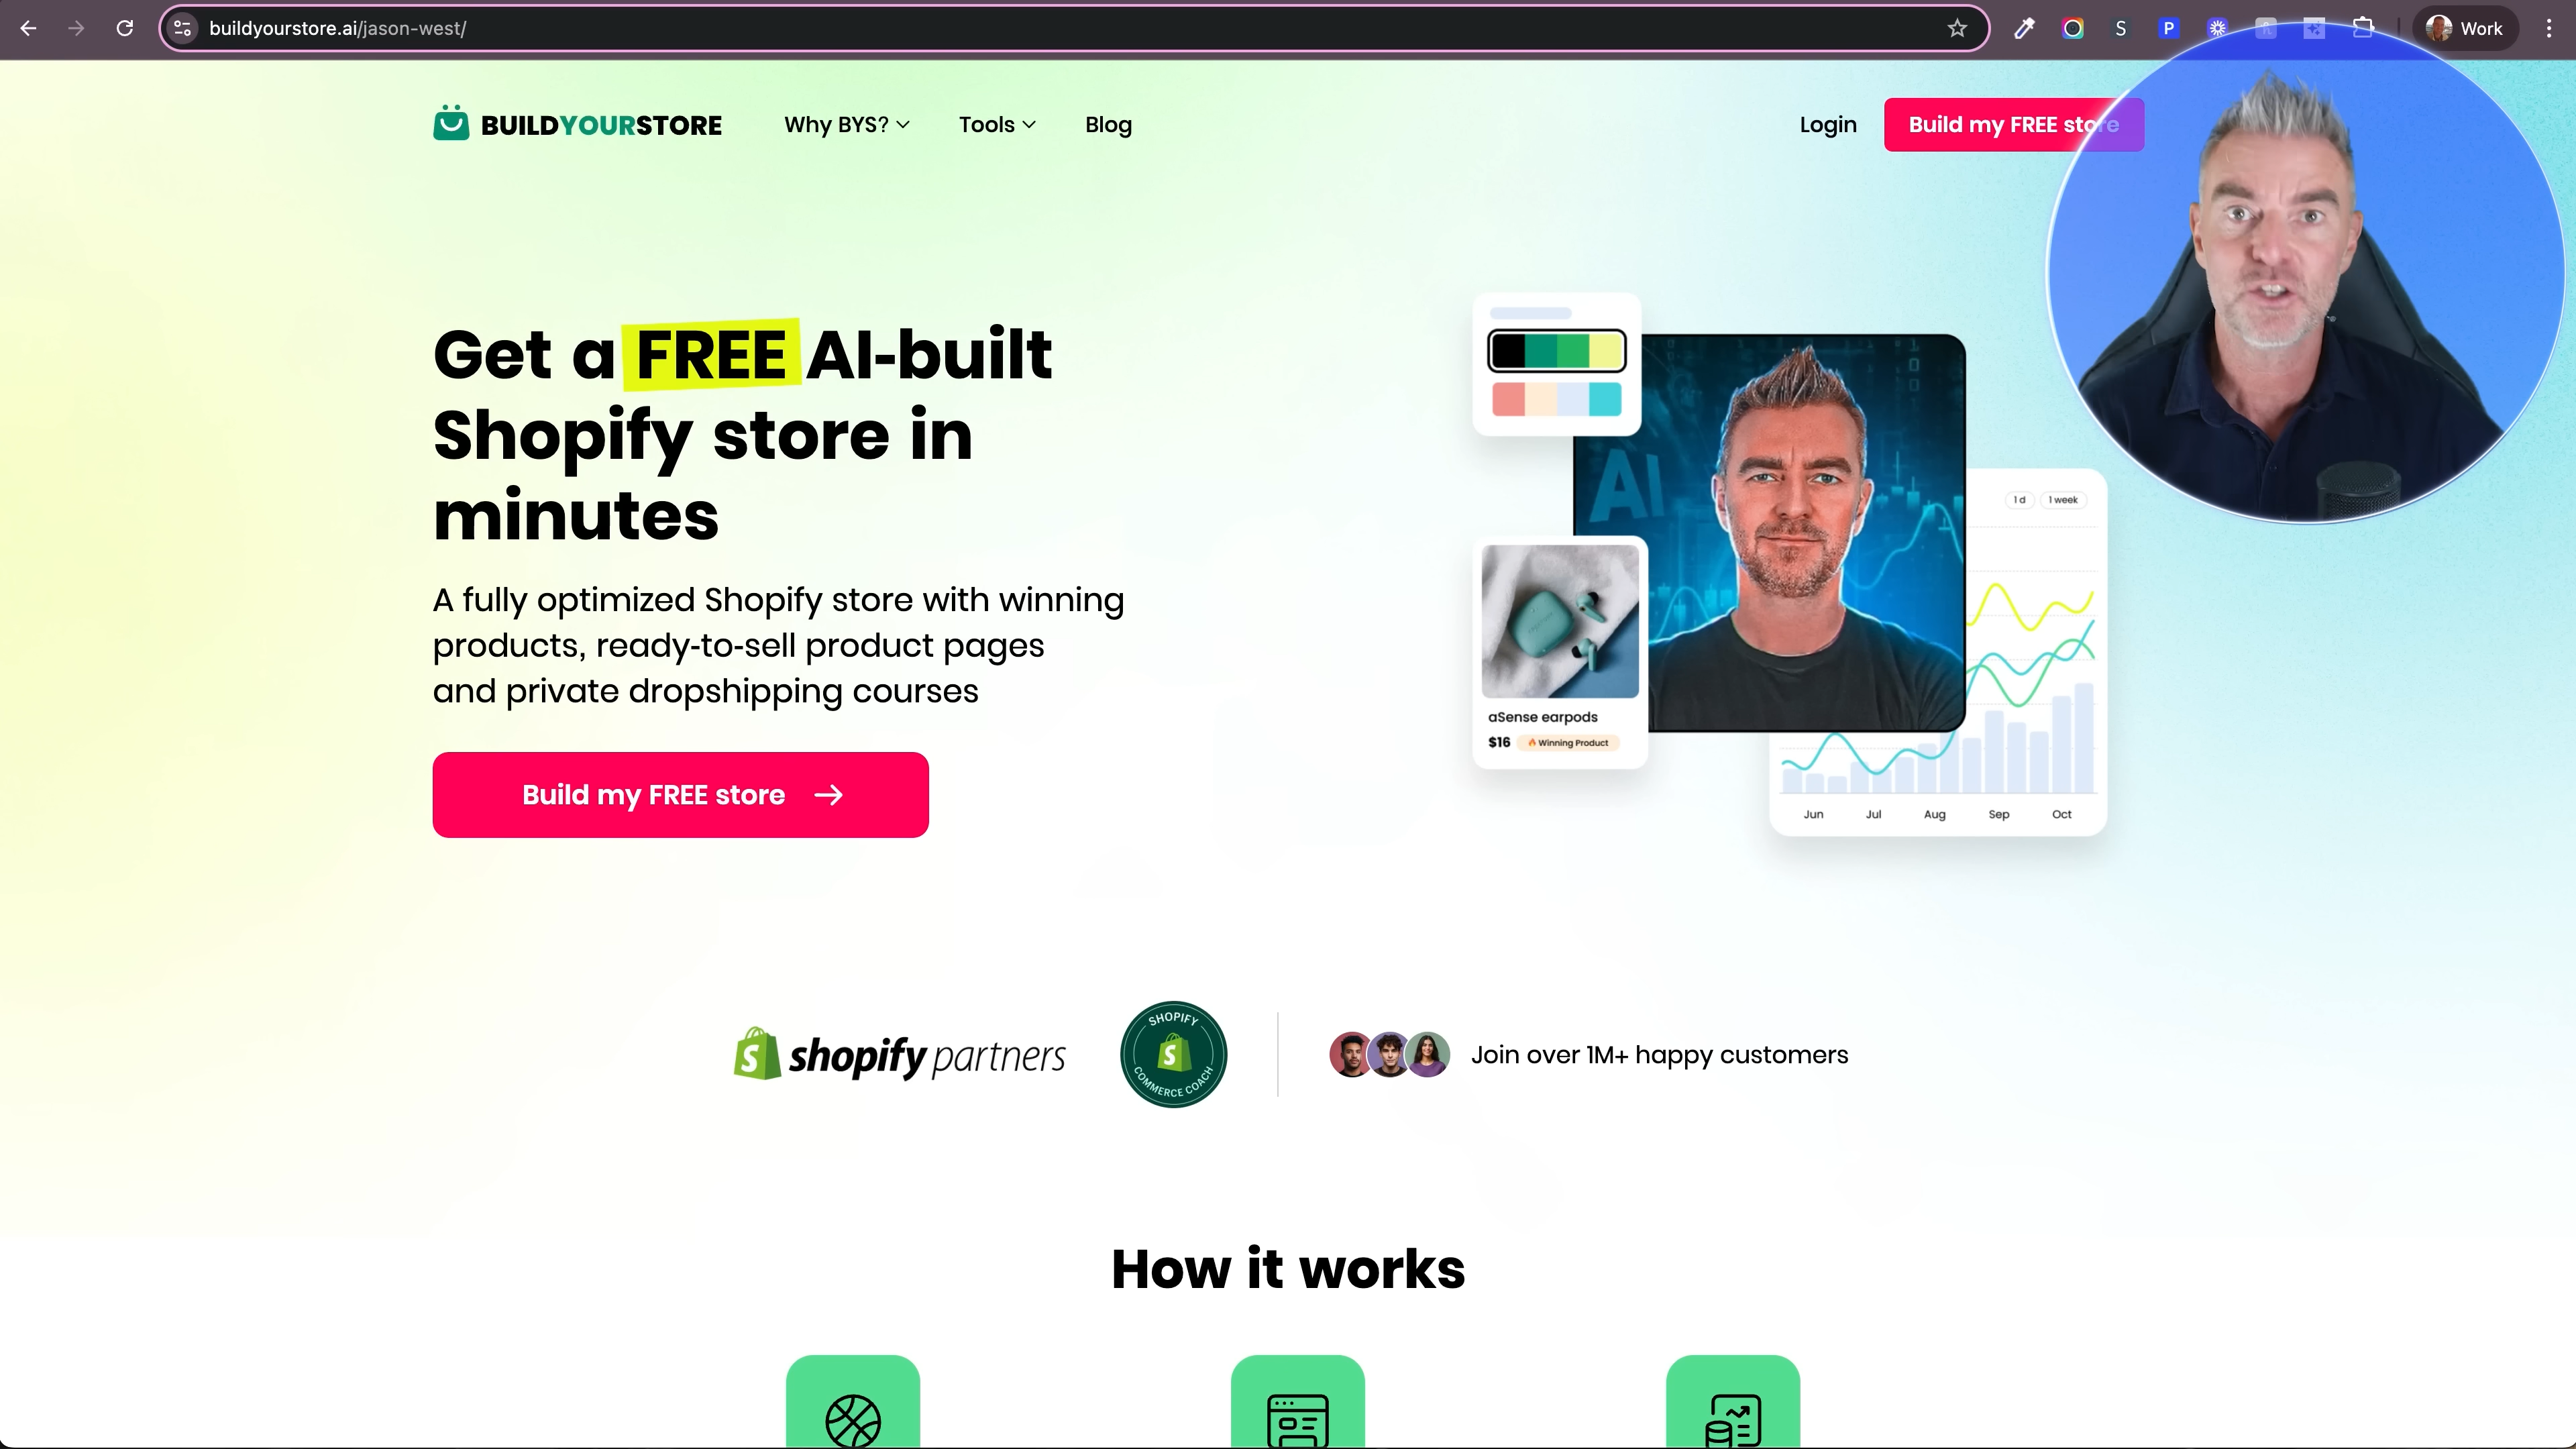 buildyourstore.ai/jason-west/
S
P
Work
BUILDYOURSTORE
Why BYS?
Tools
Blog
Login
Build my FREE store
Get a FREE AI-built
Shopify store in
minutes
A fully optimized Shopify store with winning
products, ready-to-sell product pages
and private dropshipping courses
Build my FREE store
AI
1 d
1 week
aSense earpods
$16
Winning Product
Jun
Jul
Aug
Sep
Oct
S
shopify partners
SHOPIFY
S
COMMERCE COACH
Join over 1M+ happy customers
How it works